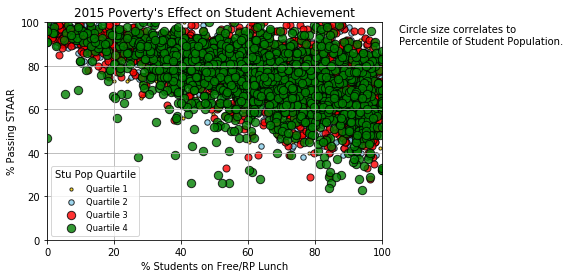 2015 Poverty's Effect on Student Achievement
Circle size correlates to
Percentile of Student Population.
% Passing STAAR
100
80
60
40
20
0
Stu Pop Quartile
Quartile 1
Quartile 2
Quartile 3
Quartile 4
0 20 40 60 80 100
% Students on Free/RP Lunch